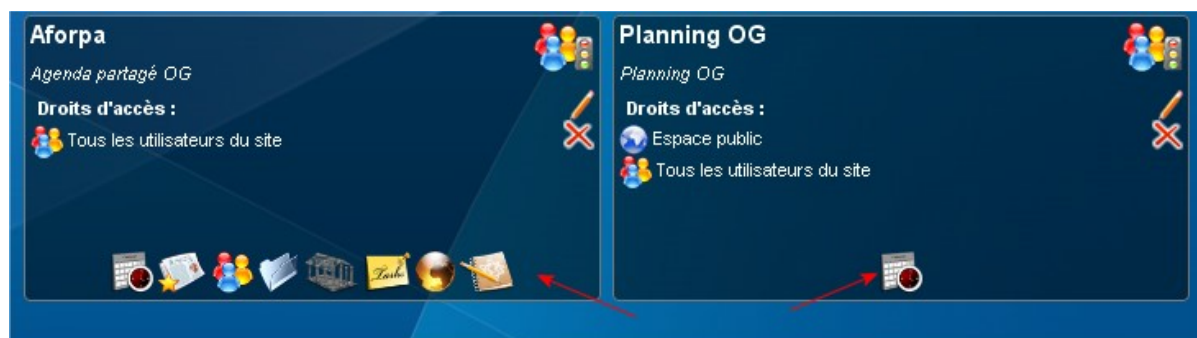 Aforpa
Agenda partagé OG
Droits d'accès :
Tous les utilisateurs du site
Tasks
Planning OG
Planning OG
Droits d'accès :
Espace public
Tous les utilisateurs du site